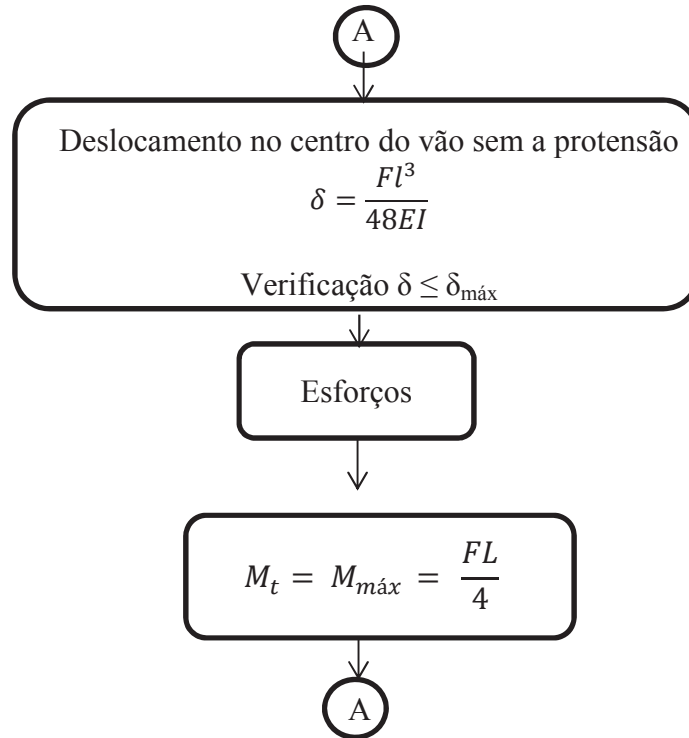 A
Deslocamento no centro do vão sem a protensão
δ = Fl³/48EI
Verificação δ ≤ δmáx
Esforços
Mt = Mmáx = FL/4
A